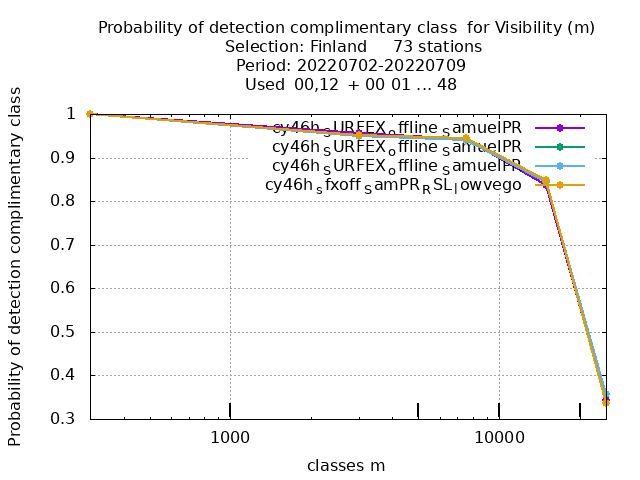 Probability of detection complimentary class  for Visibility (m)
Selection: Finland     73 stations
Period: 20220702-20220709
Used  00,12  + 00 01 ... 48
Probability of detection complimentary class
1
0.9
0.8
0.7
0.6
0.5
0.4
0.3
cy46h_sURFEX_offline_samuelPR
cy46h_sURFEX_offline_samuelPR
cy46h_sURFEX_offline_samuelPR
cy46h_sfxoff_samPR_RSL_lowvego
1000
10000
classes m